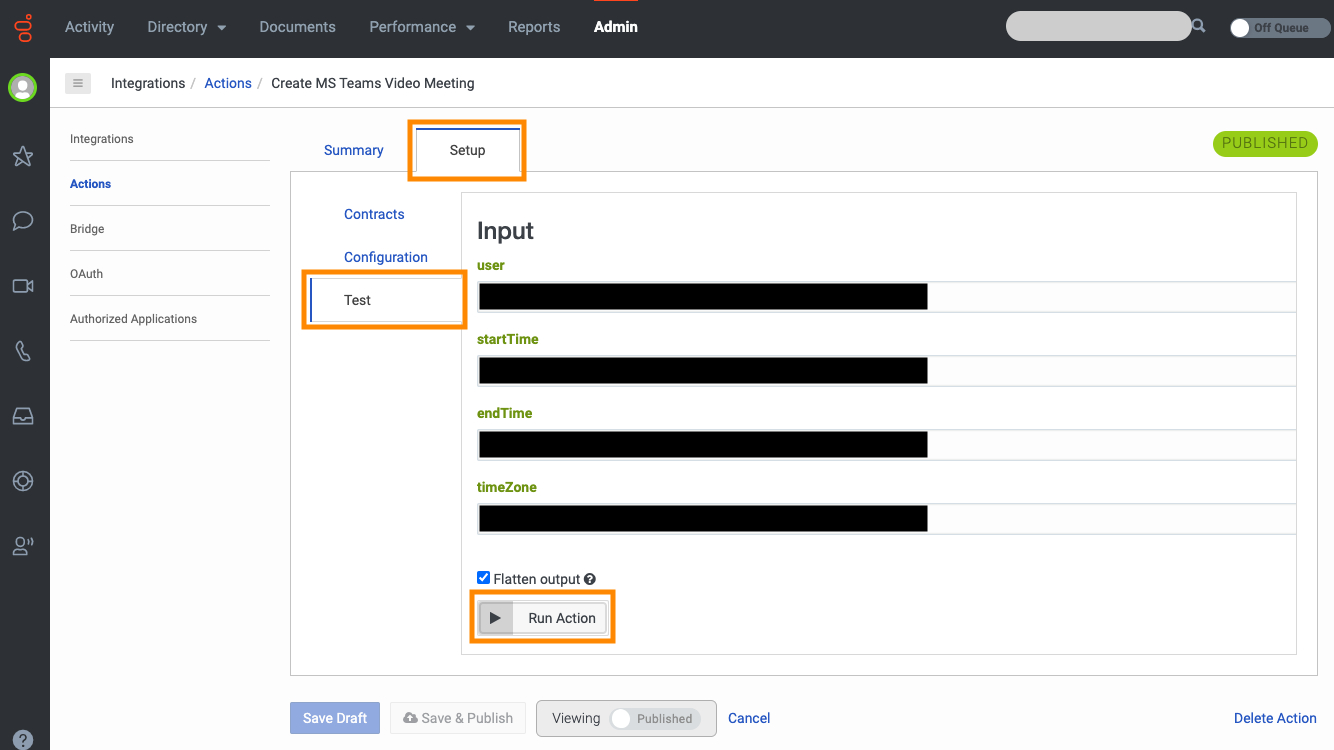 Activity Directory Documents Performance Reports Admin
Off Queue
Integrations / Actions / Create MS Teams Video Meeting
Integrations
Actions
Bridge
OAuth
Authorized Applications
Summary
Setup
PUBLISHED
Contracts
Configuration
Test
Input
user
startTime
endTime
timeZone
Flatten output
Run Action
Save Draft
Save & Publish
Viewing Published
Cancel
Delete Action